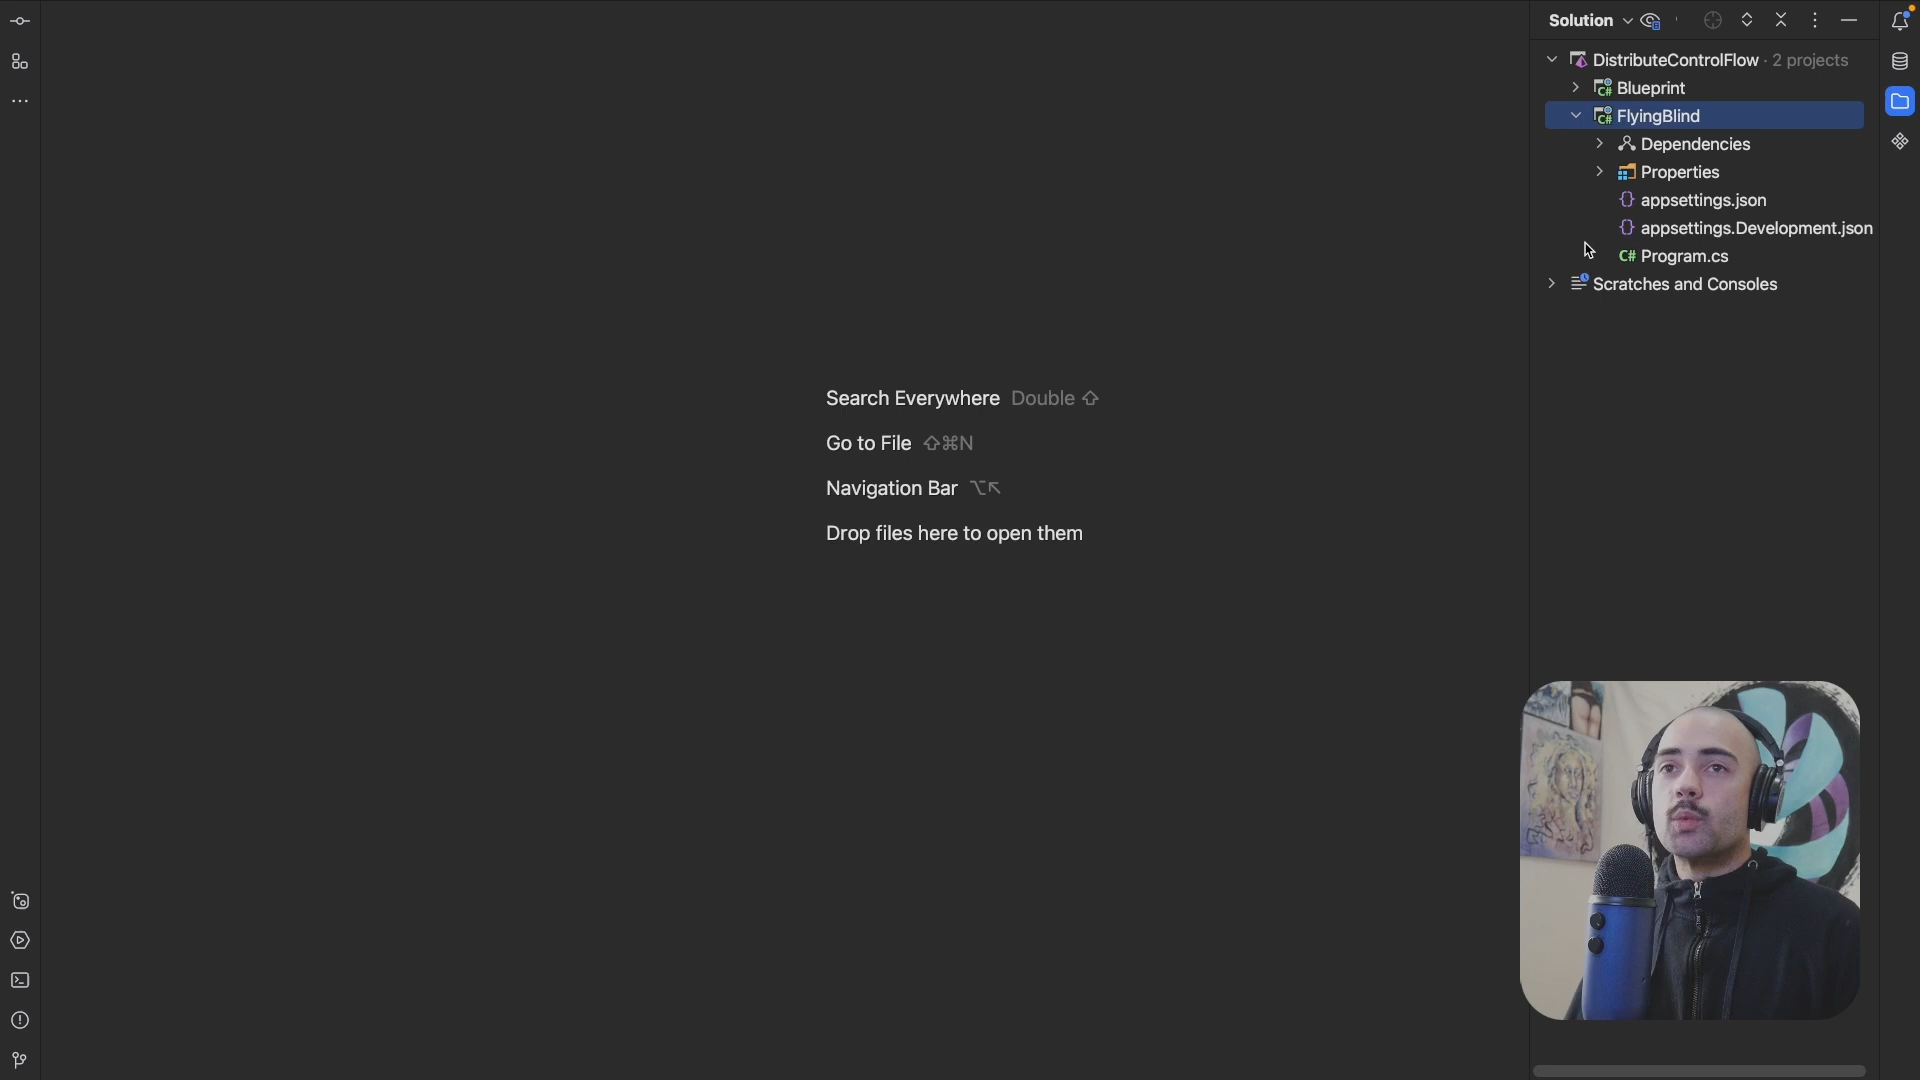 Solution
DistributeControlFlow · 2 projects
C# Blueprint
C# FlyingBlind
Dependencies
Properties
{} appsettings.json
{} appsettings.Development.json
C# Program.cs
Scratches and Consoles
Search Everywhere Double ⇧
Go to File ⇧⌘N
Navigation Bar ⌥↖
Drop files here to open them